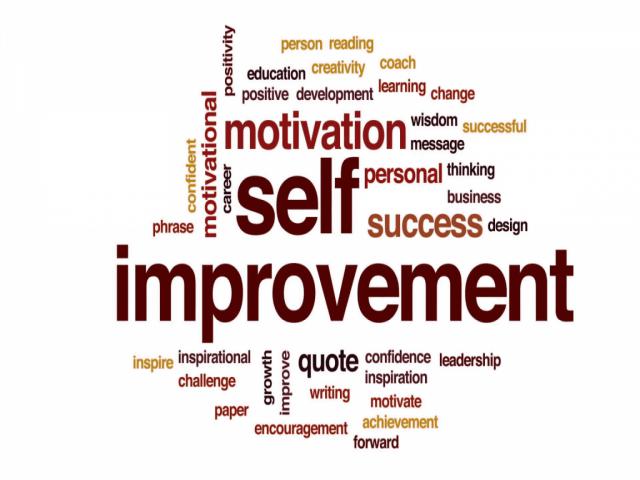 person reading
positivity
education creativity coach
positive development learning change
motivational
motivation wisdom successful
message
confident
career
self personal thinking
business
phrase
success design
improvement
inspire inspirational
growth
improve
quote confidence leadership
inspiration
challenge
writing motivate
paper
achievement
encouragement
forward